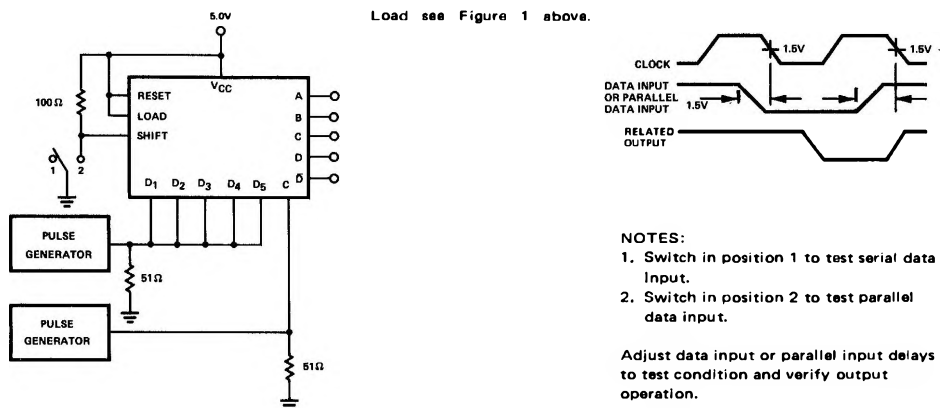 Load see Figure 1 above.
5.0V
VCC
100Ω
RESET
LOAD
SHIFT
A
B
C
D
D̅
1 2
D1 D2 D3 D4 D5 C
PULSE
GENERATOR
51Ω
PULSE
GENERATOR
51Ω
CLOCK
1.5V
1.5V
DATA INPUT
OR PARALLEL
DATA INPUT
1.5V
RELATED
OUTPUT
NOTES:
1. Switch in position 1 to test serial data
Input.
2. Switch in position 2 to test parallel
data input.
Adjust data input or parallel input delays
to test condition and verify output
operation.